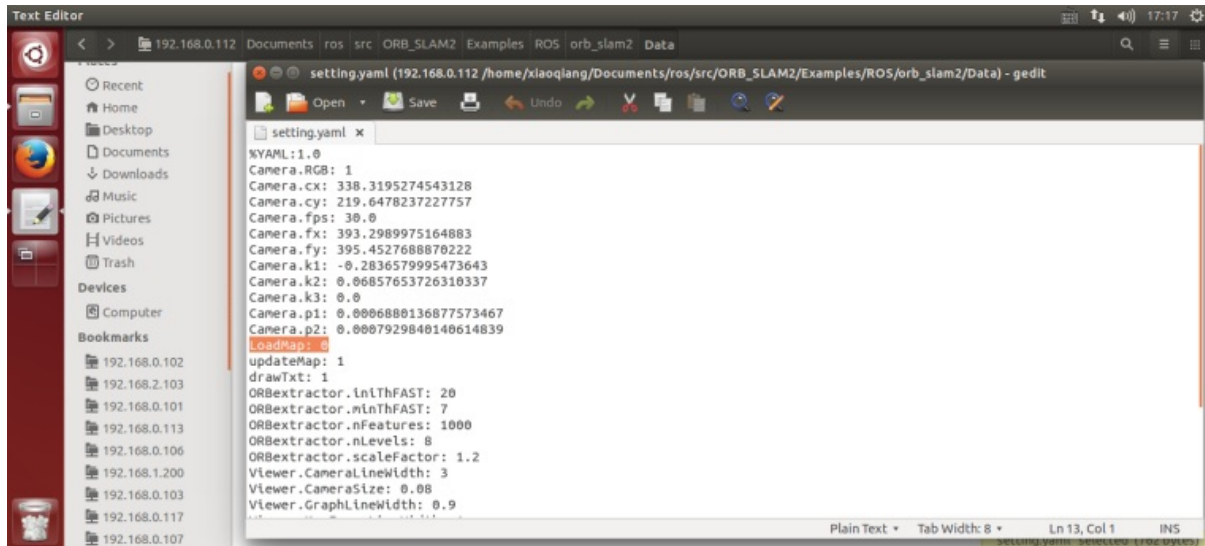 Text Editor
17:17
192.168.0.112 Documents ros src ORB_SLAM2 Examples ROS orb_slam2 Data
Recent
Home
Desktop
Documents
Downloads
Music
Pictures
Videos
Trash
Devices
Computer
Bookmarks
192.168.0.102
192.168.2.103
192.168.0.101
192.168.0.113
192.168.0.106
192.168.1.200
192.168.0.103
192.168.0.117
192.168.0.107
setting.yaml (192.168.0.112 /home/xiaoqiang/Documents/ros/src/ORB_SLAM2/Examples/ROS/orb_slam2/Data) - gedit
Open Save Undo
setting.yaml x
%YAML:1.0
Camera.RGB: 1
Camera.cx: 338.3195274543128
Camera.cy: 219.6478237227757
Camera.fps: 30.0
Camera.fx: 393.2989975164883
Camera.fy: 395.4527688870222
Camera.k1: -0.2836579995473643
Camera.k2: 0.06857653726310337
Camera.k3: 0.0
Camera.p1: 0.0006880136877573467
Camera.p2: 0.0007929840140614839
LoadMap: 0
updateMap: 1
drawTxt: 1
ORBextractor.iniThFAST: 20
ORBextractor.minThFAST: 7
ORBextractor.nFeatures: 1000
ORBextractor.nLevels: 8
ORBextractor.scaleFactor: 1.2
Viewer.CameraLineWidth: 3
Viewer.CameraSize: 0.08
Viewer.GraphLineWidth: 0.9
Plain Text Tab Width: 8 Ln 13, Col 1 INS